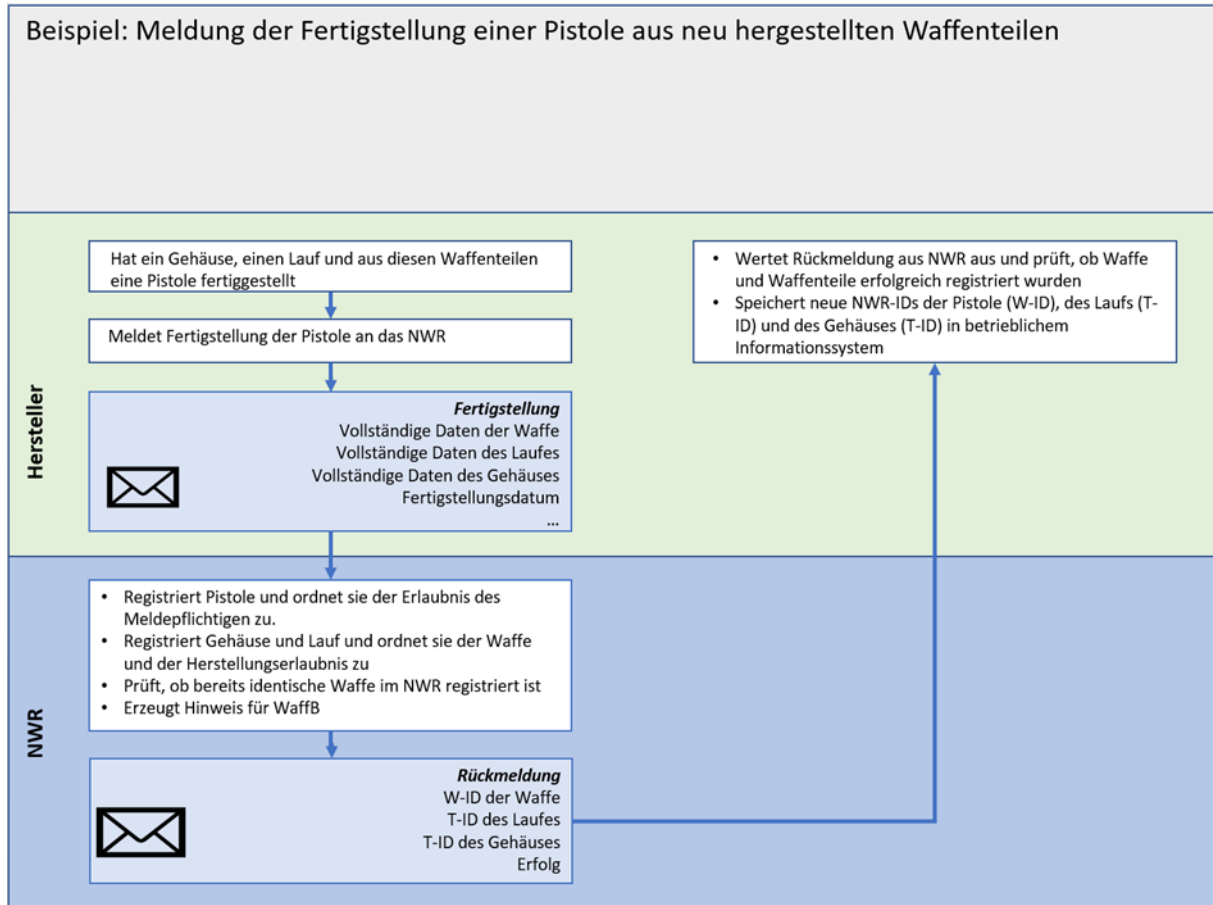 Beispiel: Meldung der Fertigstellung einer Pistole aus neu hergestellten Waffenteilen
Hersteller
Hat ein Gehäuse, einen Lauf und aus diesen Waffenteilen
eine Pistole fertiggestellt
Meldet Fertigstellung der Pistole an das NWR
Fertigstellung
Vollständige Daten der Waffe
Vollständige Daten des Laufes
Vollständige Daten des Gehäuses
Fertigstellungsdatum
...
• Wertet Rückmeldung aus NWR aus und prüft, ob Waffe
und Waffenteile erfolgreich registriert wurden
• Speichert neue NWR-IDs der Pistole (W-ID), des Laufs (T-
ID) und des Gehäuses (T-ID) in betrieblichem
Informationssystem
NWR
• Registriert Pistole und ordnet sie der Erlaubnis des
Meldepflichtigen zu.
• Registriert Gehäuse und Lauf und ordnet sie der Waffe
und der Herstellungserlaubnis zu
• Prüft, ob bereits identische Waffe im NWR registriert ist
• Erzeugt Hinweis für WaffB
Rückmeldung
W-ID der Waffe
T-ID des Laufes
T-ID des Gehäuses
Erfolg